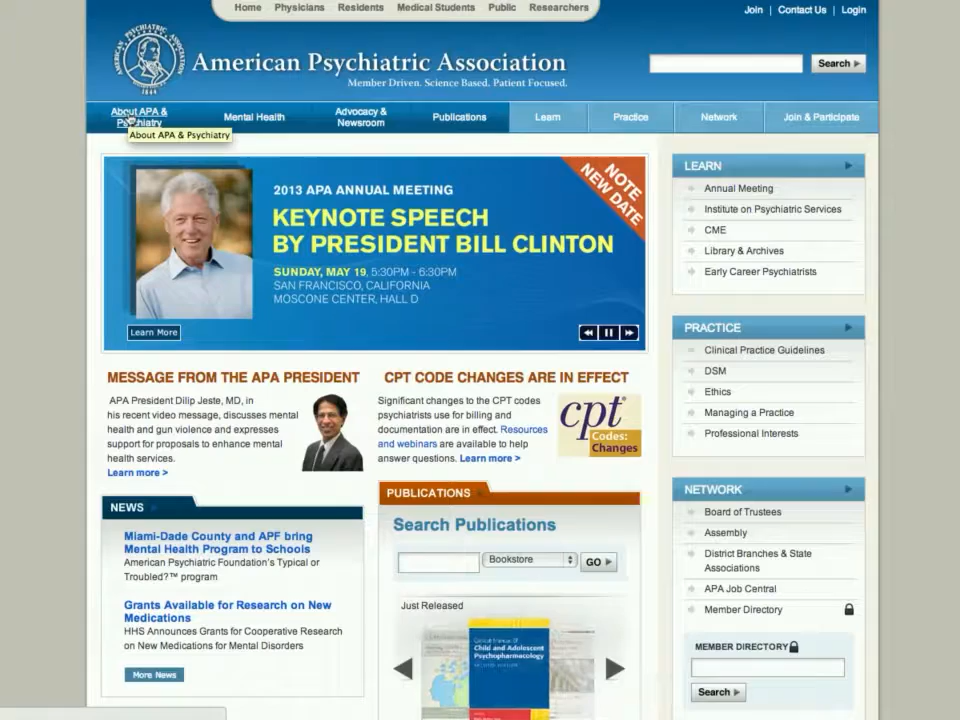 Home Physicians Residents Medical Students Public Researchers
Join | Contact Us | Login
AMERICAN PSYCHIATRIC ASSOCIATION
1844
American Psychiatric Association
Member Driven. Science Based. Patient Focused.
Search
About APA & Psychiatry
Mental Health
Advocacy & Newsroom
Publications
Learn
Practice
Network
Join & Participate
About APA & Psychiatry
2013 APA ANNUAL MEETING
KEYNOTE SPEECH
BY PRESIDENT BILL CLINTON
SUNDAY, MAY 19, 5:30PM - 6:30PM
SAN FRANCISCO, CALIFORNIA
MOSCONE CENTER, HALL D
NOTE
NEW DATE
Learn More
MESSAGE FROM THE APA PRESIDENT
APA President Dilip Jeste, MD, in
his recent video message, discusses mental
health and gun violence and expresses
support for proposals to enhance mental
health services.
Learn more >
CPT CODE CHANGES ARE IN EFFECT
Significant changes to the CPT codes
psychiatrists use for billing and
documentation are in effect. Resources
and webinars are available to help
answer questions. Learn more >
cpt®
Codes:
Changes
NEWS
Miami-Dade County and APF bring
Mental Health Program to Schools
American Psychiatric Foundation's Typical or
Troubled?™ program
Grants Available for Research on New
Medications
HHS Announces Grants for Cooperative Research
on New Medications for Mental Disorders
More News
PUBLICATIONS
Search Publications
Bookstore
GO
Just Released
Child and Adolescent
Psychopharmacology
LEARN
Annual Meeting
Institute on Psychiatric Services
CME
Library & Archives
Early Career Psychiatrists
PRACTICE
Clinical Practice Guidelines
DSM
Ethics
Managing a Practice
Professional Interests
NETWORK
Board of Trustees
Assembly
District Branches & State
Associations
APA Job Central
Member Directory
MEMBER DIRECTORY
Search